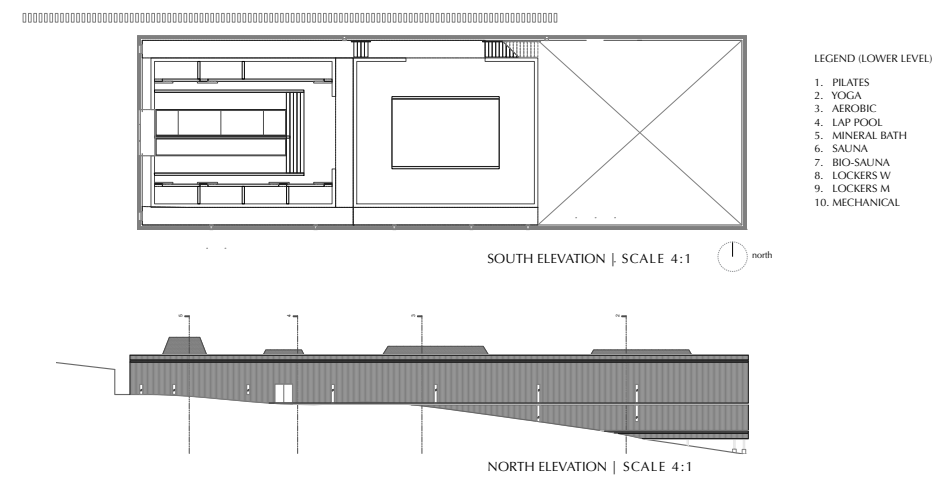 LEGEND (LOWER LEVEL)
1. PILATES
2. YOGA
3. AEROBIC
4. LAP POOL
5. MINERAL BATH
6. SAUNA
7. BIO-SAUNA
8. LOCKERS W
9. LOCKERS M
10. MECHANICAL
SOUTH ELEVATION | SCALE 4:1
north
NORTH ELEVATION | SCALE 4:1